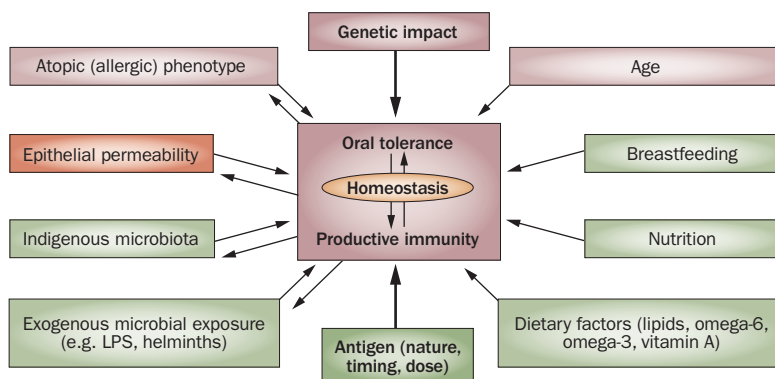 Genetic impact
Atopic (allergic) phenotype
Age
Oral tolerance
Epithelial permeability
Breastfeeding
Homeostasis
Indigenous microbiota
Productive immunity
Nutrition
Exogenous microbial exposure
(e.g. LPS, helminths)
Antigen (nature,
timing, dose)
Dietary factors (lipids, omega-6,
omega-3, vitamin A)